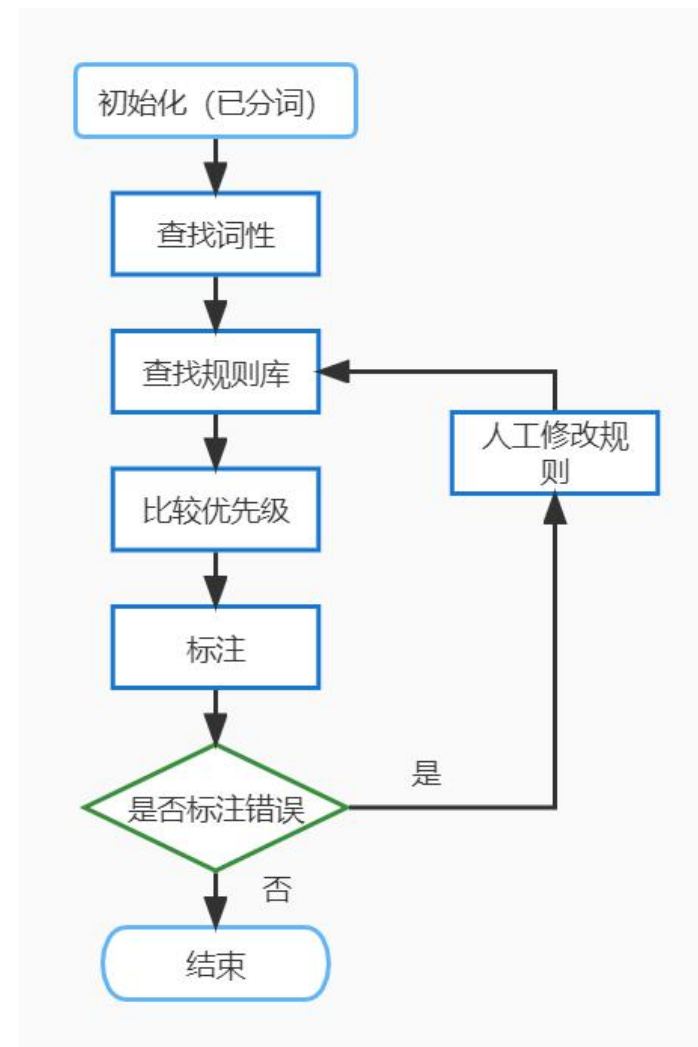 初始化（已分词）
查找词性
查找规则库
人工修改规
则
比较优先级
标注
是
是否标注错误
否
结束